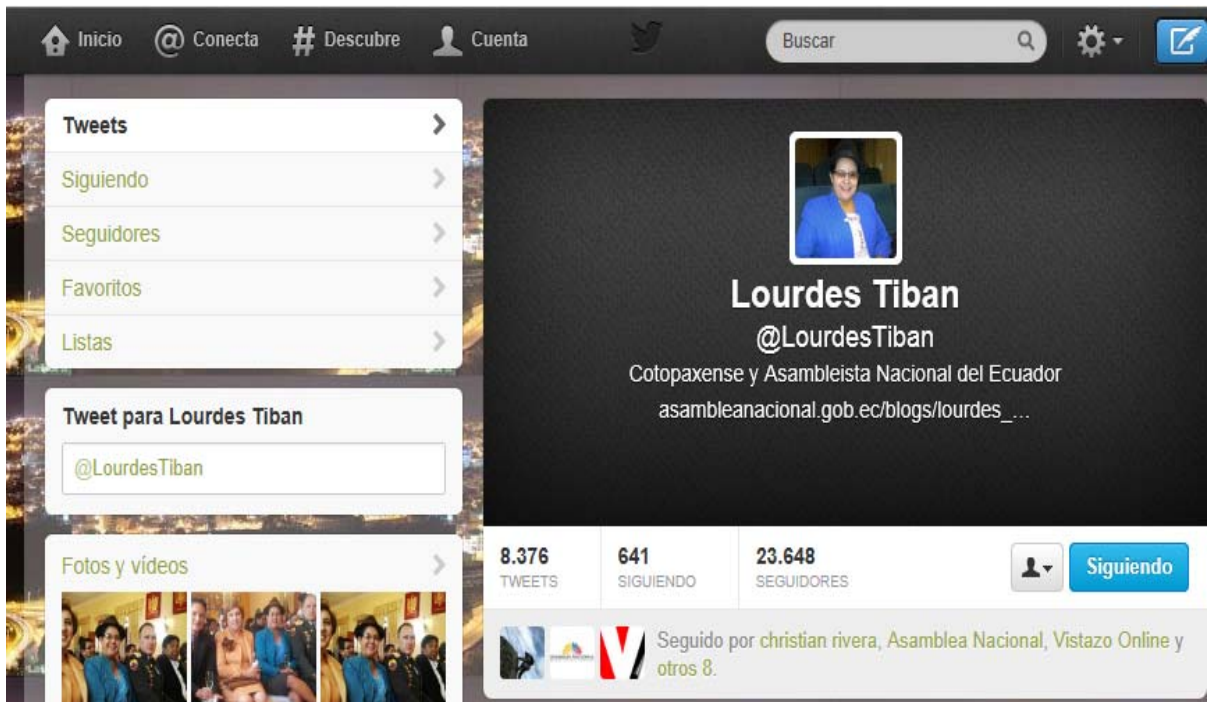 Inicio @ Conecta # Descubre Cuenta Buscar
Tweets
Siguiendo
Seguidores
Favoritos
Listas
Tweet para Lourdes Tiban
@LourdesTiban
Fotos y vídeos
Lourdes Tiban
@LourdesTiban
Cotopaxense y Asambleista Nacional del Ecuador
asambleanacional.gob.ec/blogs/lourdes_...
8.376 641 23.648
TWEETS SIGUIENDO SEGUIDORES
Siguiendo
Seguido por christian rivera, Asamblea Nacional, Vistazo Online y
otros 8.